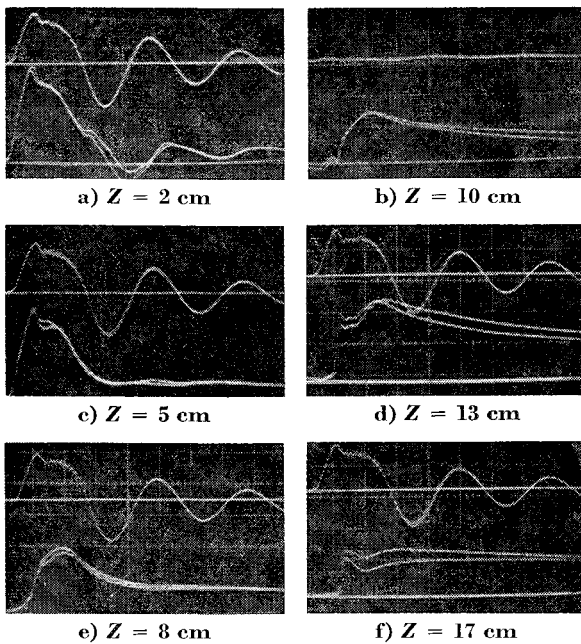 a) Z = 2 cm
b) Z = 10 cm
c) Z = 5 cm
d) Z = 13 cm
e) Z = 8 cm
f) Z = 17 cm